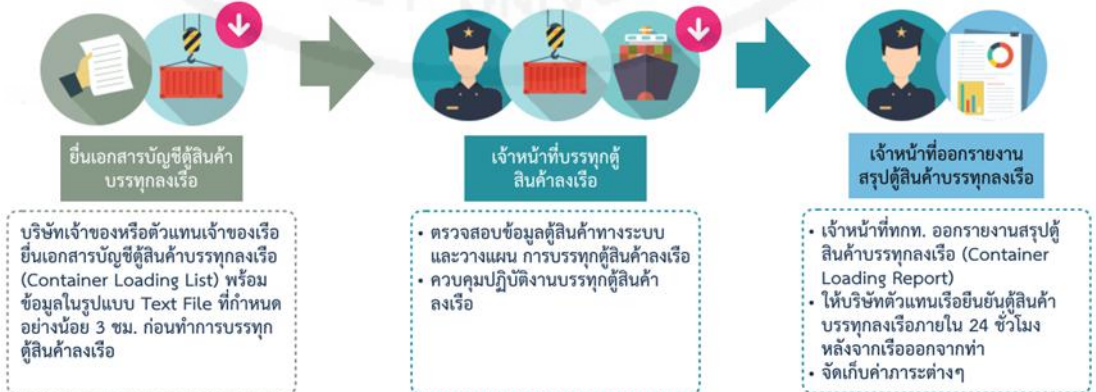 ยื่นเอกสารบัญชีตู้สินค้า
บรรทุกลงเรือ
บริษัทเจ้าของหรือตัวแทนเจ้าของเรือ
ยื่นเอกสารบัญชีตู้สินค้าบรรทุกลงเรือ
(Container Loading List) พร้อม
ข้อมูลในรูปแบบ Text File ที่กำหนด
อย่างน้อย 3 ชม. ก่อนทำการบรรทุก
ตู้สินค้าลงเรือ
เจ้าหน้าที่บรรทุกตู้
สินค้าลงเรือ
• ตรวจสอบข้อมูลตู้สินค้าทางระบบ
และวางแผน การบรรทุกตู้สินค้าลงเรือ
• ควบคุมปฏิบัติงานบรรทุกตู้สินค้า
ลงเรือ
เจ้าหน้าที่ออกรายงาน
สรุปตู้สินค้าบรรทุกลงเรือ
• เจ้าหน้าที่ทกท. ออกรายงานสรุปตู้
สินค้าบรรทุกลงเรือ (Container
Loading Report)
• ให้บริษัทตัวแทนเรือยืนยันตู้สินค้า
บรรทุกลงเรือภายใน 24 ชั่วโมง
หลังจากเรือออกจากท่า
• จัดเก็บค่าภาระต่างๆ